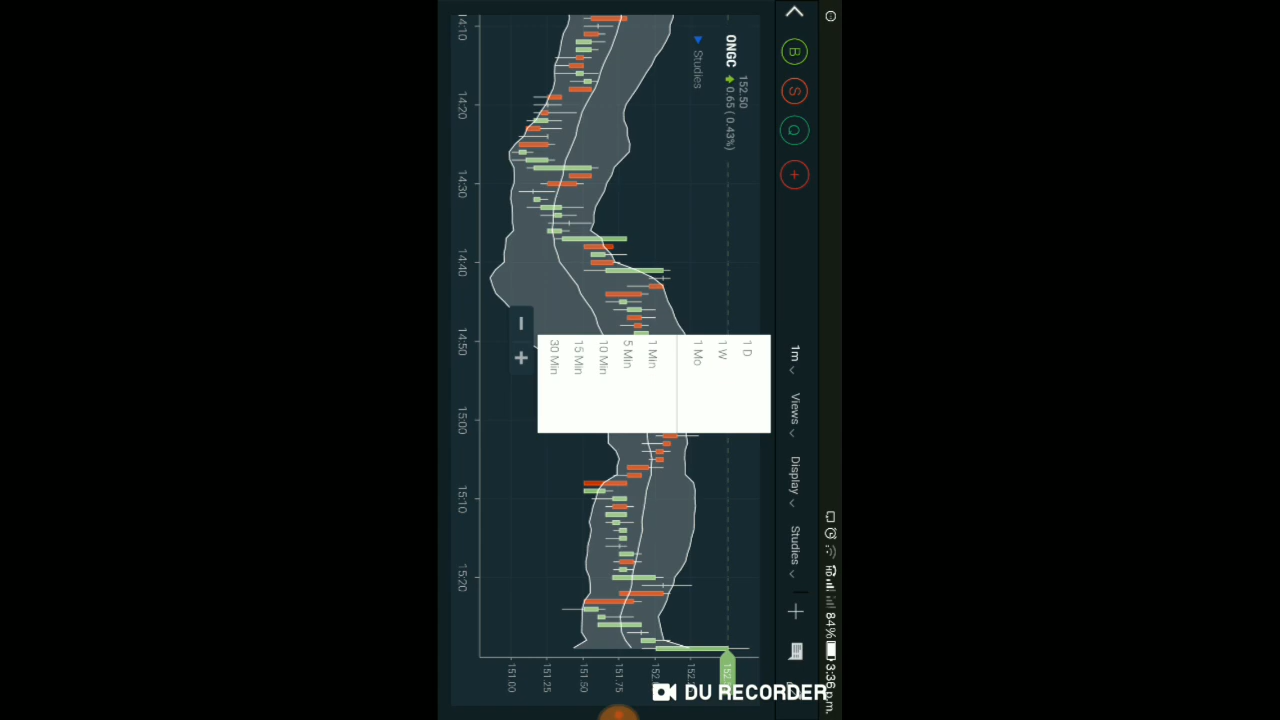 84% 3:36 p.m.
B S Q + 1m Views Display Studies +
ONGC 152.50
0.65 ( 0.43%)
Studies
1 D
1 W
1 Mo
1 Min
5 Min
10 Min
15 Min
30 Min
− +
151.00 151.25 151.50 151.75
14:10 14:20 14:30 14:40 14:50 15:00 15:10 15:20
DU RECORDER